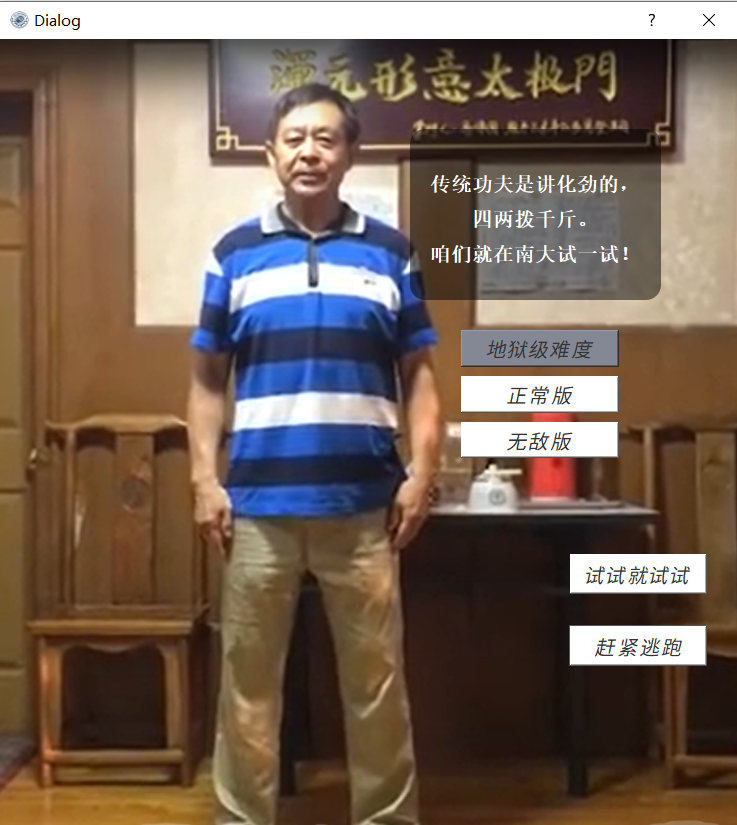 Dialog
渾元形意太极門
传统功夫是讲化劲的，
四两拨千斤。
咱们就在南大试一试！
地狱级难度
正常版
无敌版
试试就试试
赶紧逃跑